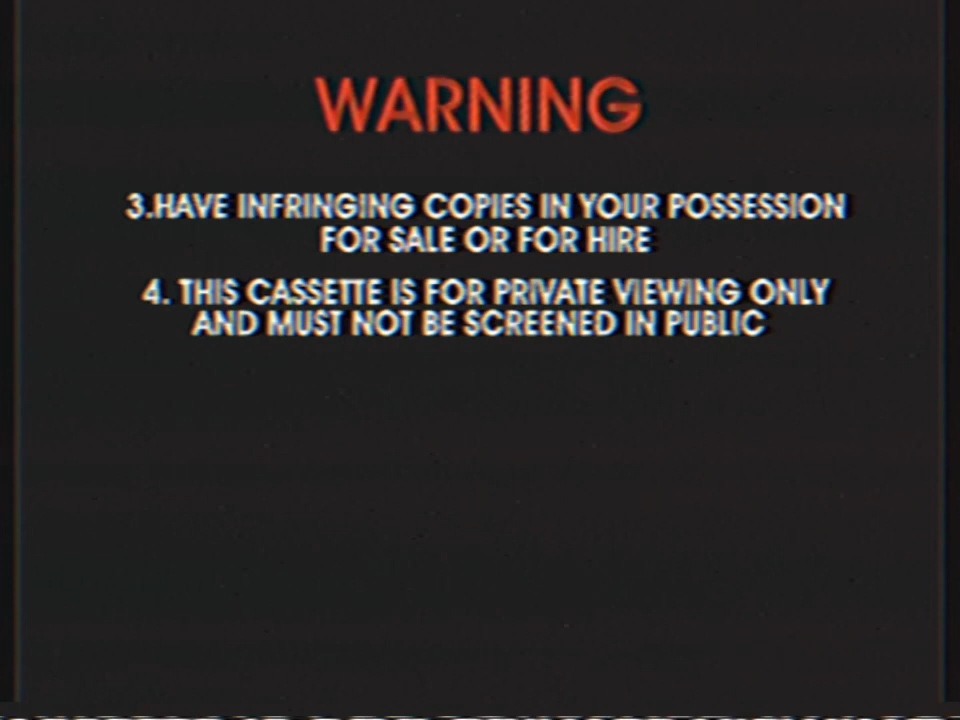 WARNING
3.HAVE INFRINGING COPIES IN YOUR POSSESSION
FOR SALE OR FOR HIRE
4. THIS CASSETTE IS FOR PRIVATE VIEWING ONLY
AND MUST NOT BE SCREENED IN PUBLIC